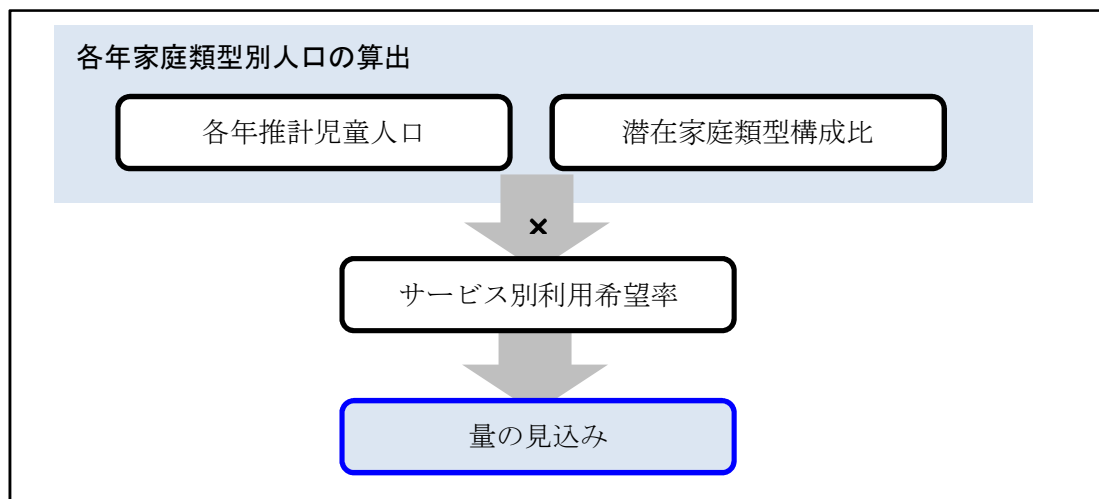 各年家庭類型別人口の算出
各年推計児童人口
潜在家庭類型構成比
×
サービス別利用希望率
量の見込み